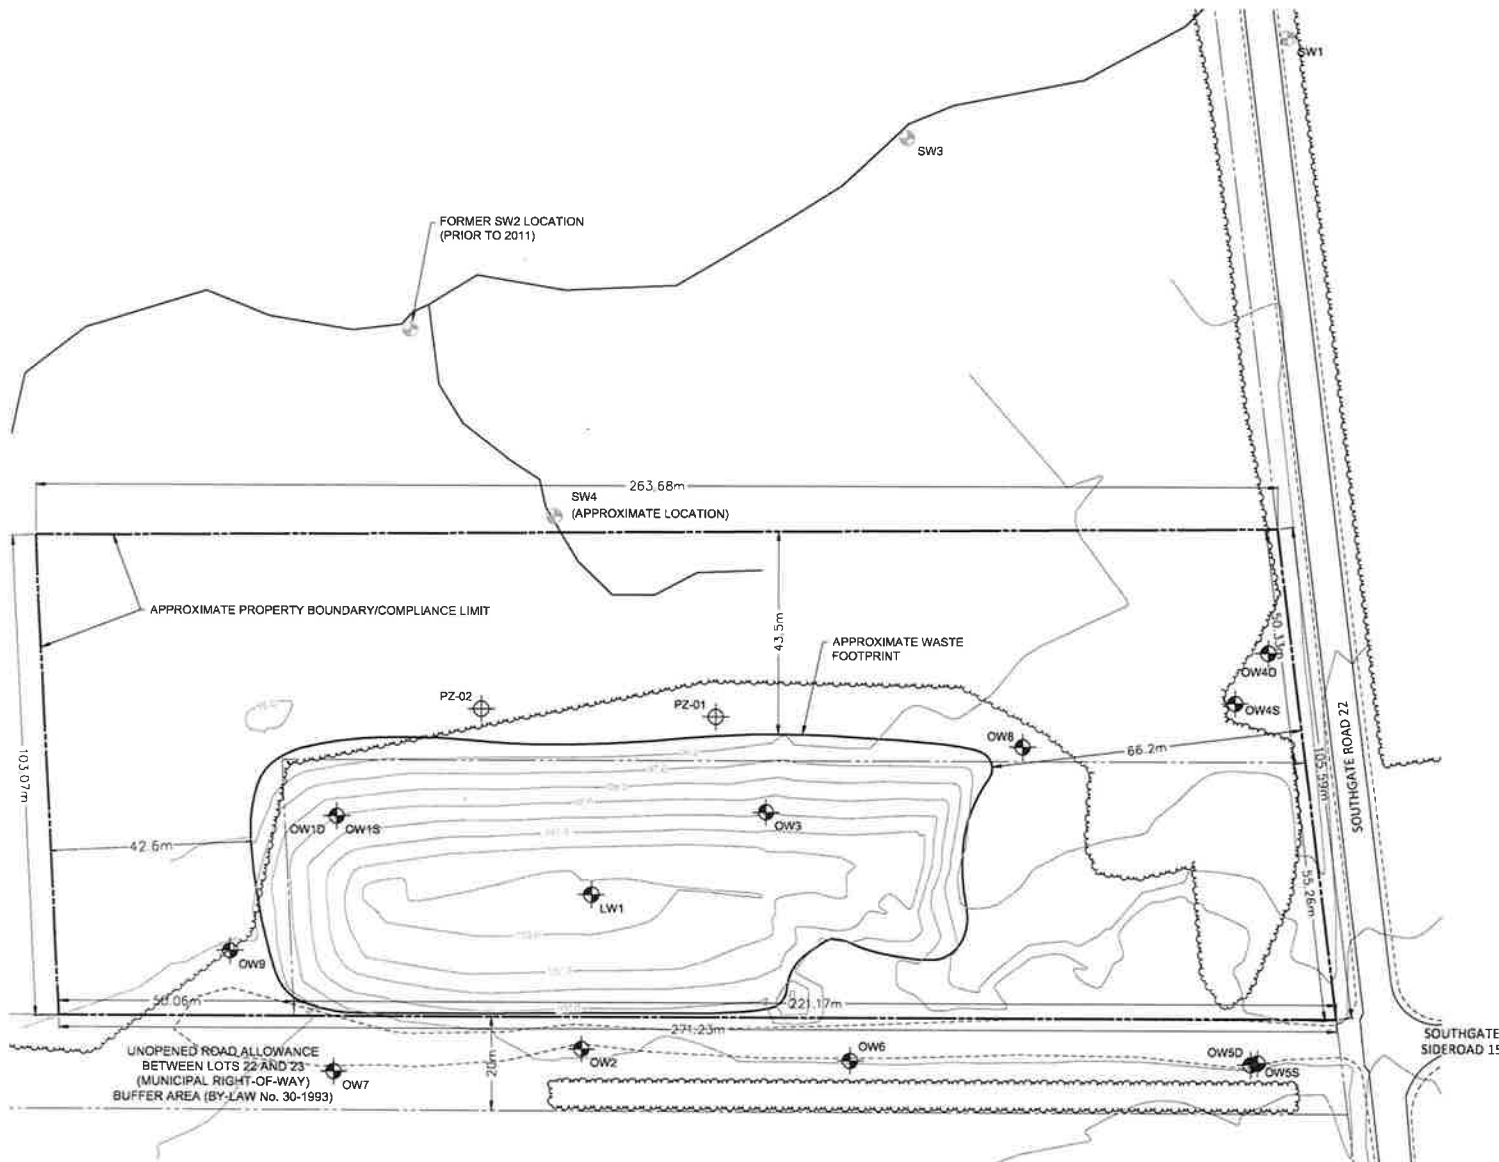 SW1
SW3
FORMER SW2 LOCATION
(PRIOR TO 2011)
263.68m
SW4
(APPROXIMATE LOCATION)
APPROXIMATE PROPERTY BOUNDARY/COMPLIANCE LIMIT
43.5m
APPROXIMATE WASTE
FOOTPRINT
50.33m
OW4D
OW4S
PZ-02
PZ-01
OW8
66.2m
103.07m
105.59m
SOUTHGATE ROAD 22
OW1D
OW1S
OW3
42.6m
LW1
55.26m
OW9
50.06m
221.17m
271.23m
SOUTHGATE
SIDEROAD 15
UNOPENED ROAD ALLOWANCE
BETWEEN LOTS 22 AND 23
(MUNICIPAL RIGHT-OF-WAY)
BUFFER AREA (BY-LAW No. 30-1993)
OW7
20m
OW2
OW6
OW5D
OW5S